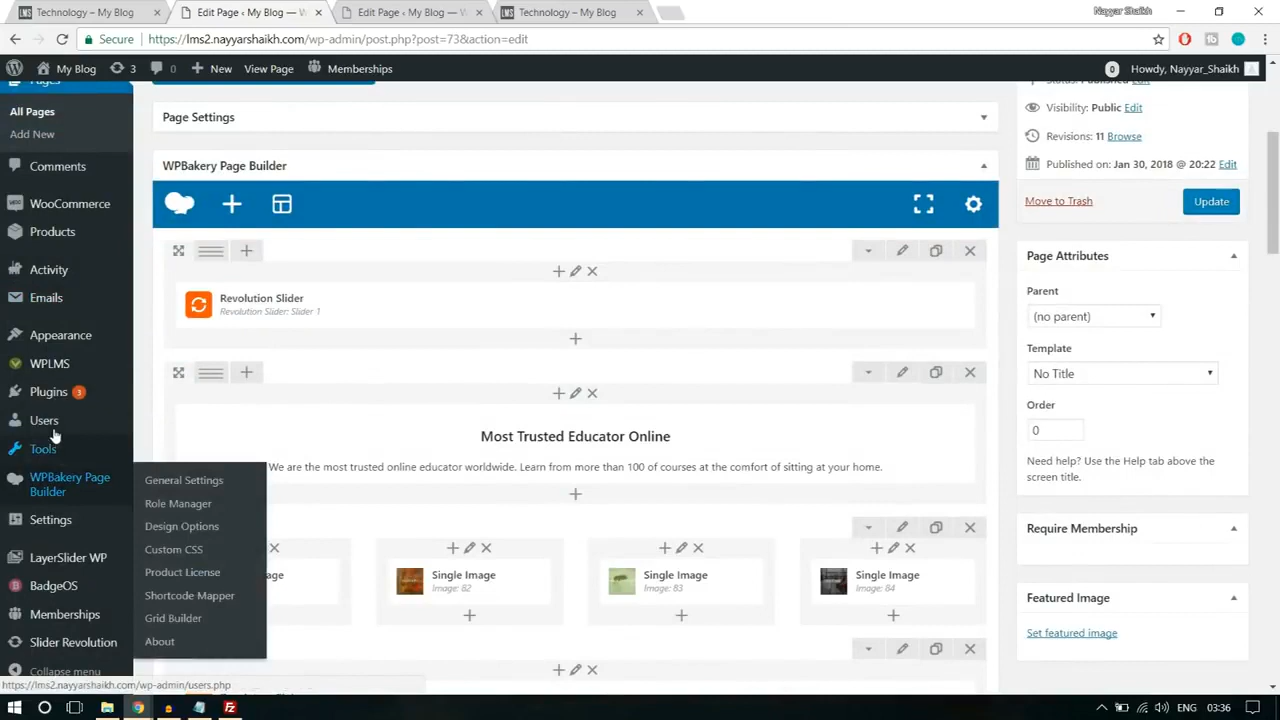 Technology – My Blog
Edit Page ‹ My Blog — W
Edit Page ‹ My Blog — W
Technology – My Blog
Nayyar Shaikh
Secure
https://lms2.nayyarshaikh.com/wp-admin/post.php?post=73&action=edit
My Blog
3
0
New
View Page
Memberships
0
Howdy, Nayyar_Shaikh
Pages
All Pages
Add New
Comments
WooCommerce
Products
Activity
Emails
Appearance
WPLMS
Plugins 3
Users
Tools
WPBakery Page
Builder
Settings
LayerSlider WP
BadgeOS
Memberships
Slider Revolution
Collapse menu
General Settings
Role Manager
Design Options
Custom CSS
Product License
Shortcode Mapper
Grid Builder
About
Page Settings
WPBakery Page Builder
Revolution Slider
Revolution Slider: Slider 1
Most Trusted Educator Online
We are the most trusted online educator worldwide. Learn from more than 100 of courses at the comfort of sitting at your home.
Single Image
Image: 82
Single Image
Image: 83
Single Image
Image: 84
Status: Published Edit
Visibility: Public Edit
Revisions: 11 Browse
Published on: Jan 30, 2018 @ 20:22 Edit
Move to Trash
Update
Page Attributes
Parent
(no parent)
Template
No Title
Order
0
Need help? Use the Help tab above the
screen title.
Require Membership
Featured Image
Set featured image
https://lms2.nayyarshaikh.com/wp-admin/users.php
ENG
03:36